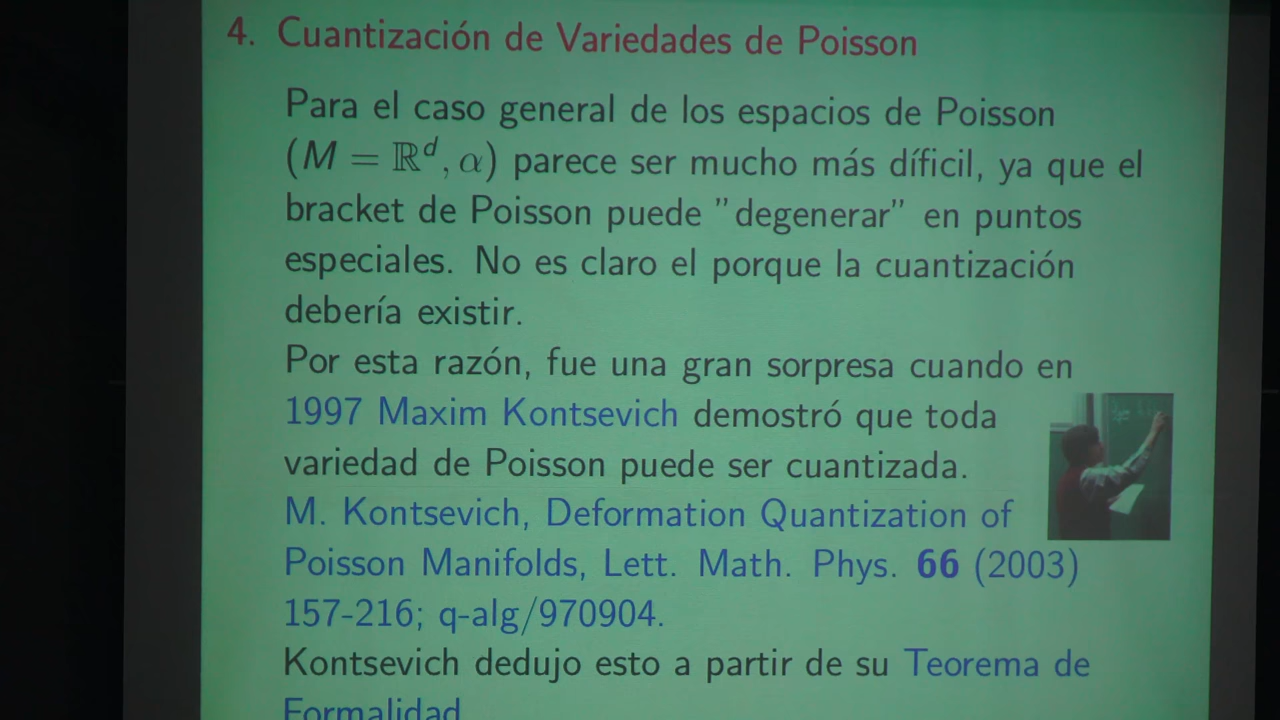 4. Cuantización de Variedades de Poisson
Para el caso general de los espacios de Poisson
(M = ℝᵈ, α) parece ser mucho más díficil, ya que el
bracket de Poisson puede ”degenerar” en puntos
especiales. No es claro el porque la cuantización
debería existir.
Por esta razón, fue una gran sorpresa cuando en
1997 Maxim Kontsevich demostró que toda
variedad de Poisson puede ser cuantizada.
M. Kontsevich, Deformation Quantization of
Poisson Manifolds, Lett. Math. Phys. 66 (2003)
157-216; q-alg/970904.
Kontsevich dedujo esto a partir de su Teorema de
Formalidad